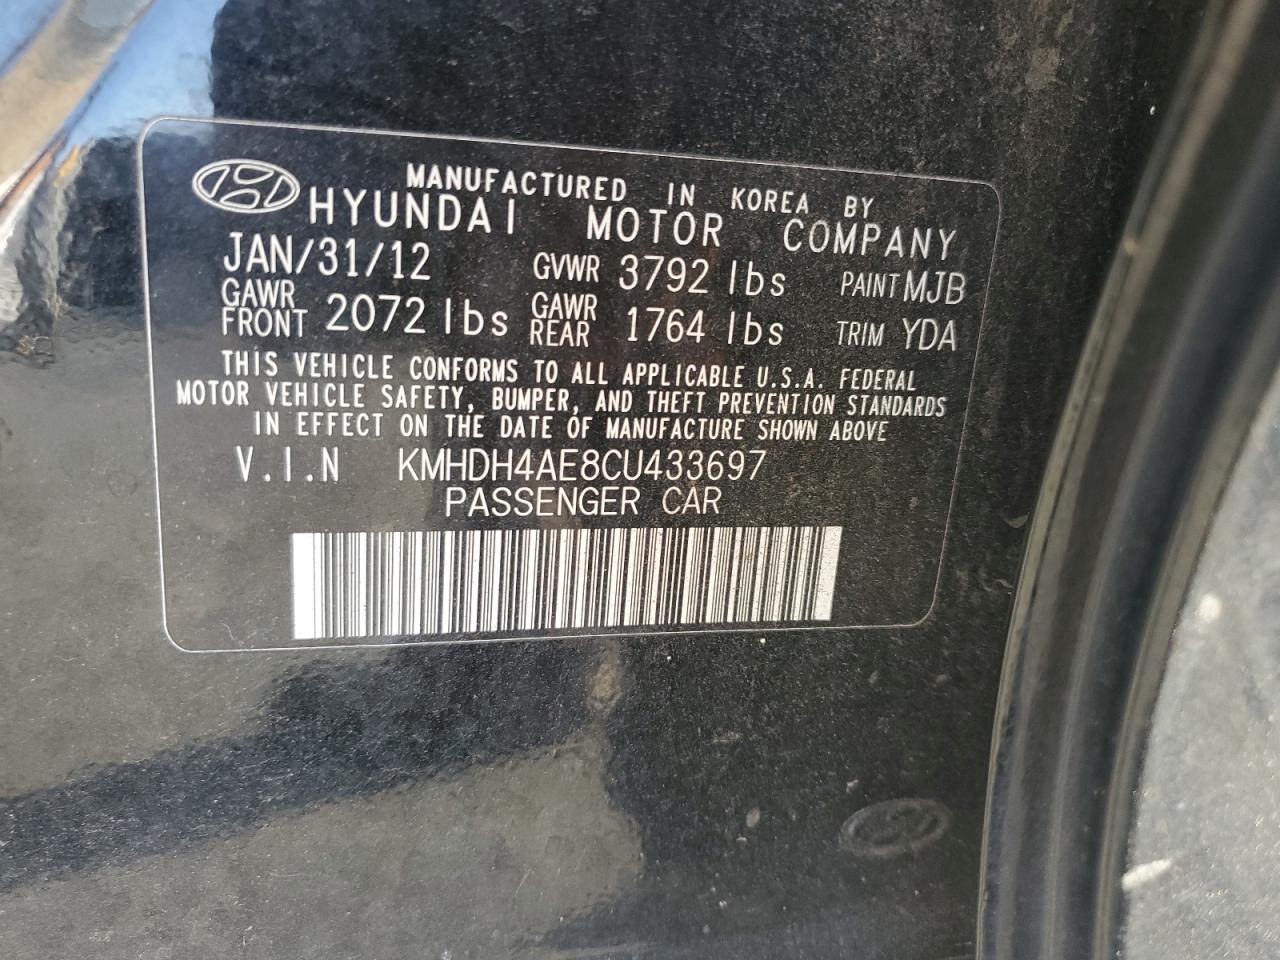 MANUFACTURED IN KOREA BY
HYUNDAI MOTOR COMPANY
JAN/31/12 GVWR 3792 lbs PAINT MJB
GAWR FRONT 2072 lbs GAWR REAR 1764 lbs TRIM YDA
THIS VEHICLE CONFORMS TO ALL APPLICABLE U.S.A. FEDERAL
MOTOR VEHICLE SAFETY, BUMPER, AND THEFT PREVENTION STANDARDS
IN EFFECT ON THE DATE OF MANUFACTURE SHOWN ABOVE
V.I.N KMHDH4AE8CU433697
PASSENGER CAR